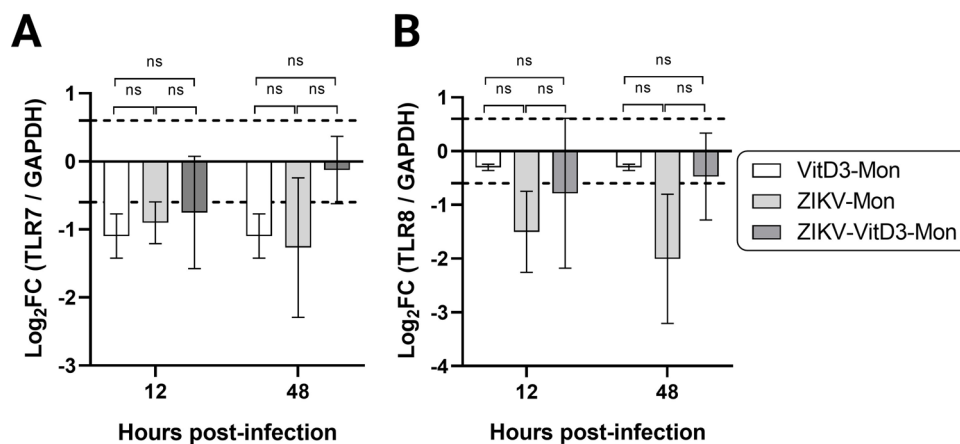 A
ns
ns
ns ns
ns ns
Log₂FC (TLR7 / GAPDH)
1
0
-1
-2
-3
12
48
Hours post-infection
B
ns
ns
ns ns
ns ns
Log₂FC (TLR8 / GAPDH)
1
0
-1
-2
-3
-4
12
48
Hours post-infection
VitD3-Mon
ZIKV-Mon
ZIKV-VitD3-Mon